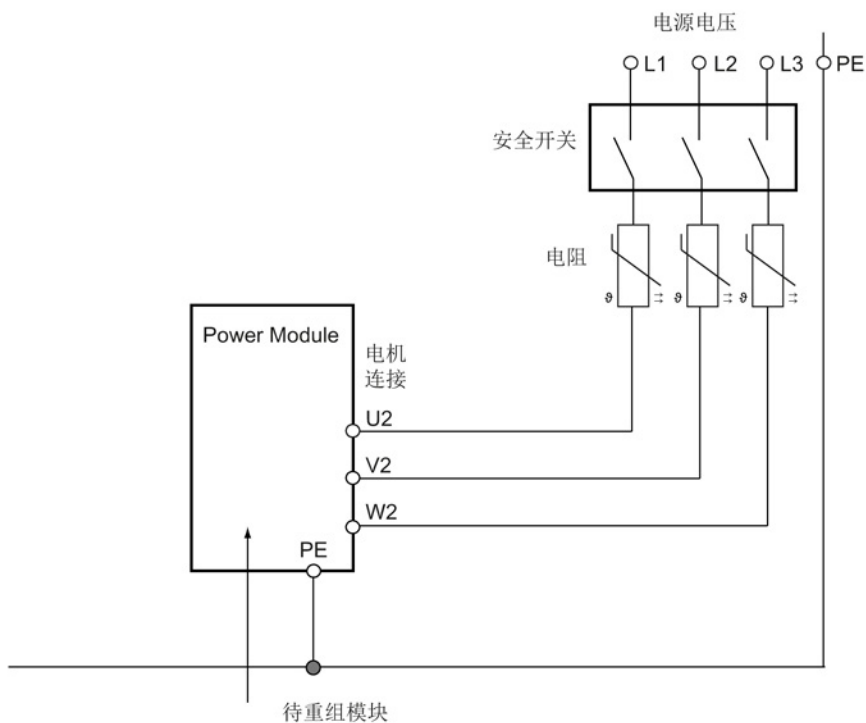 电源电压
L1 L2 L3 PE
安全开关
电阻
ϑ ϑ ϑ
Power Module
电机
连接
U2
V2
W2
PE
待重组模块